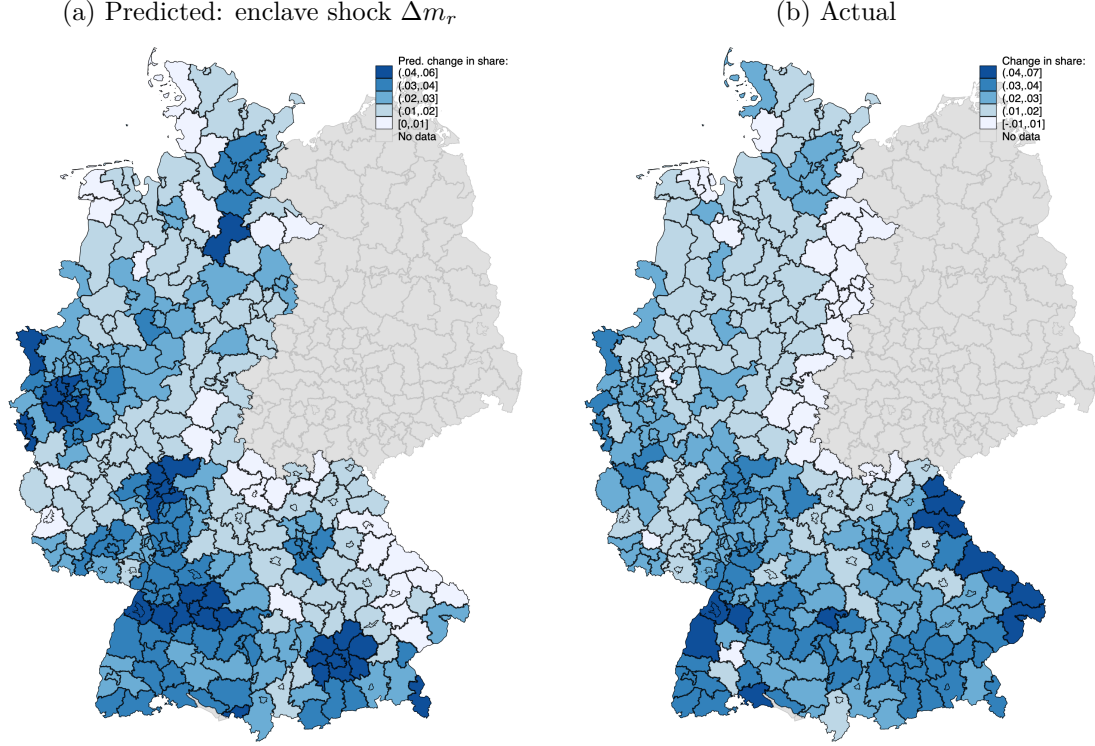 (a) Predicted: enclave shock Δmᵣ
Pred. change in share:
(.04,.06]
(.03,.04]
(.02,.03]
(.01,.02]
[0,.01]
No data
(b) Actual
Change in share:
(.04,.07]
(.03,.04]
(.02,.03]
(.01,.02]
[-.01,.01]
No data